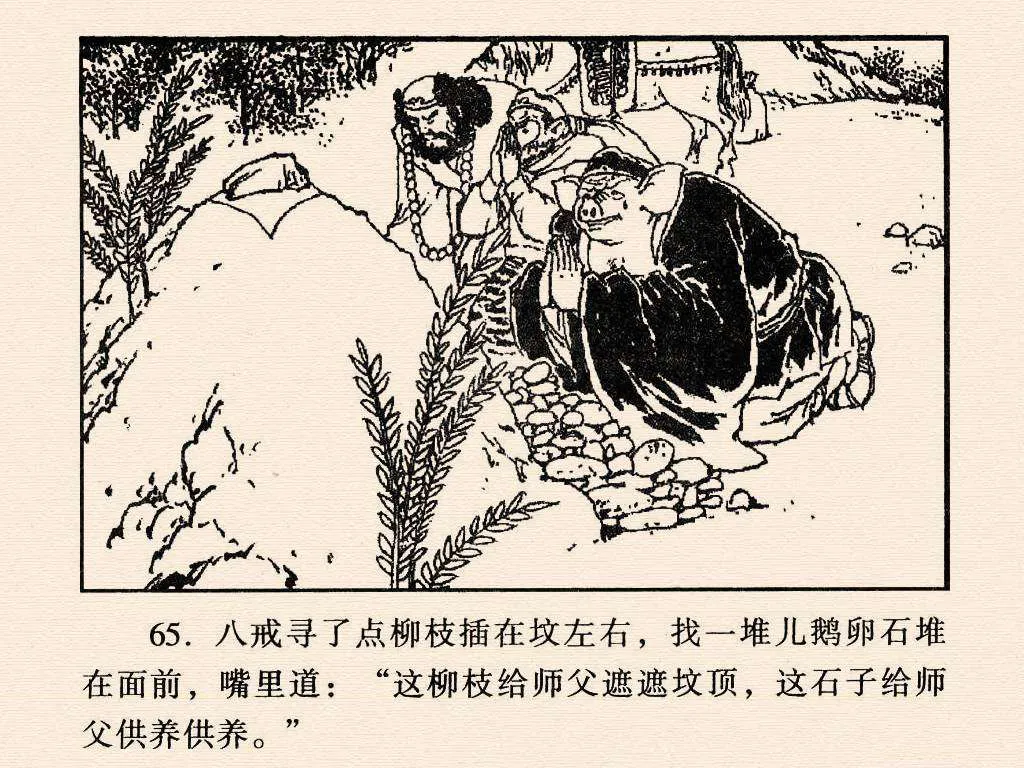 65. 八戒寻了点柳枝插在坟左右，找一堆儿鹅卵石堆
在面前，嘴里道：“这柳枝给师父遮遮坟顶，这石子给师
父供养供养。”